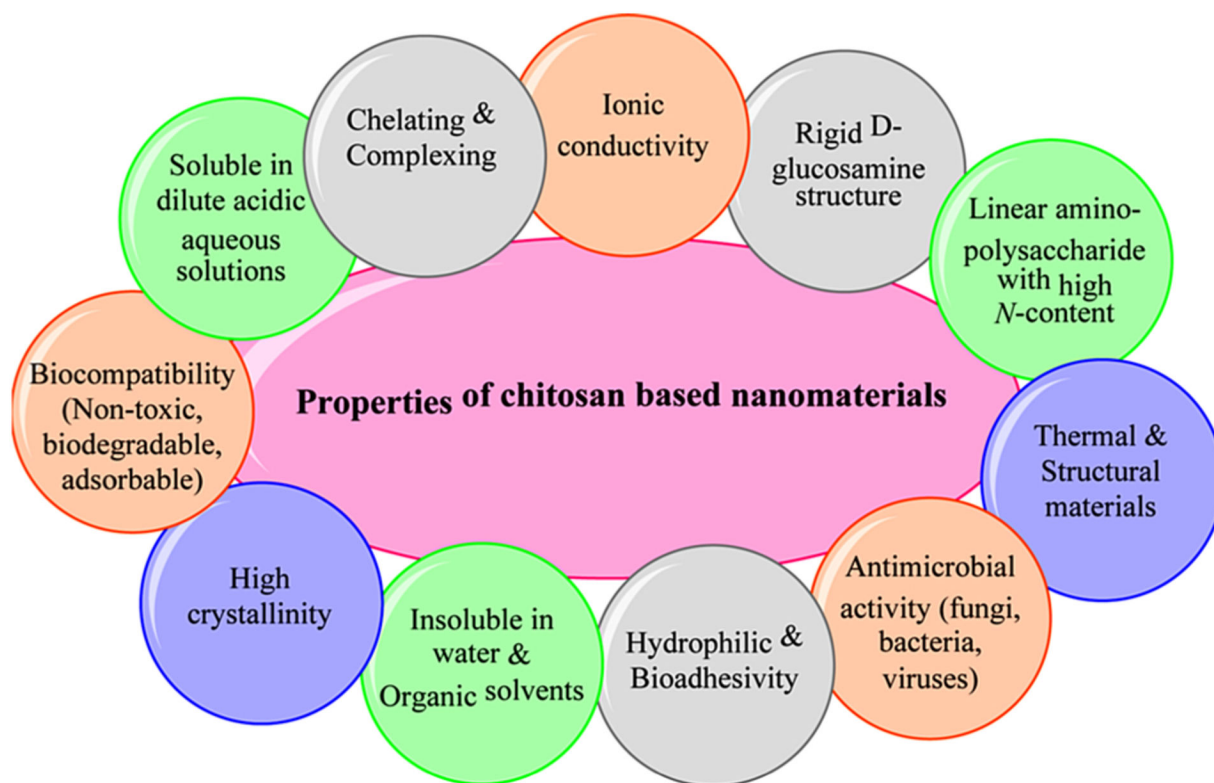 Ionic
conductivity
Rigid D-
glucosamine
structure
Linear amino-
polysaccharide
with high
N-content
Thermal &
Structural
materials
Antimicrobial
activity (fungi,
bacteria,
viruses)
Hydrophilic &
Bioadhesivity
Insoluble in
water &
Organic solvents
High
crystallinity
Biocompatibility
(Non-toxic,
biodegradable,
adsorbable)
Soluble in
dilute acidic
aqueous
solutions
Chelating &
Complexing
Properties of chitosan based nanomaterials